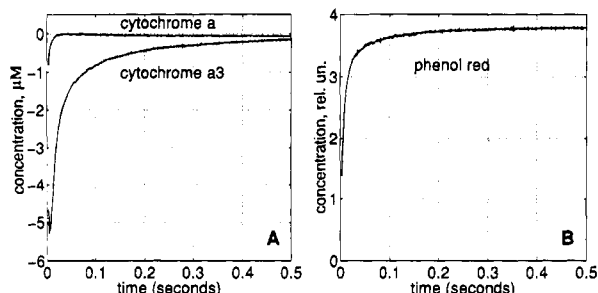 cytochrome a
cytochrome a3
concentration, μM
0
−1
−2
−3
−4
−5
−6
A
0 0.1 0.2 0.3 0.4 0.5
time (seconds)
phenol red
concentration, rel. un.
4
3
2
1
0
B
0 0.1 0.2 0.3 0.4 0.5
time (seconds)